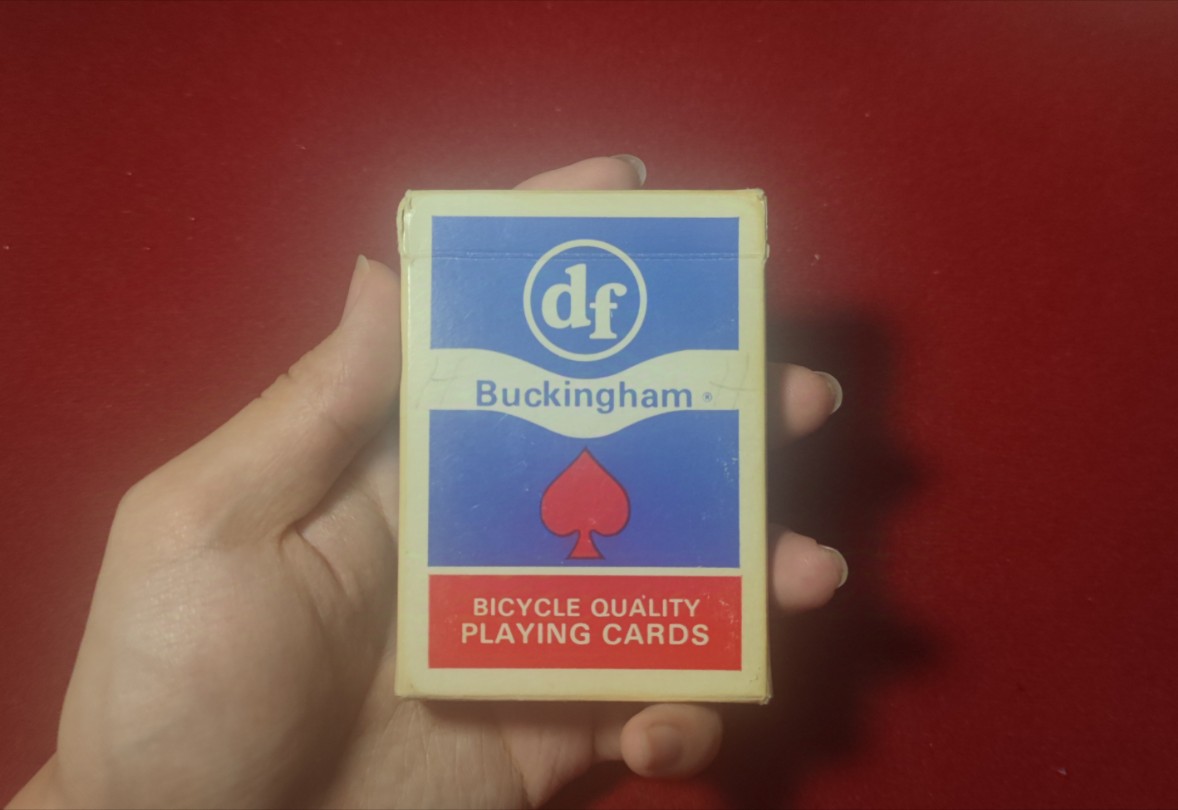 df
Buckingham ®
BICYCLE QUALITY
PLAYING CARDS